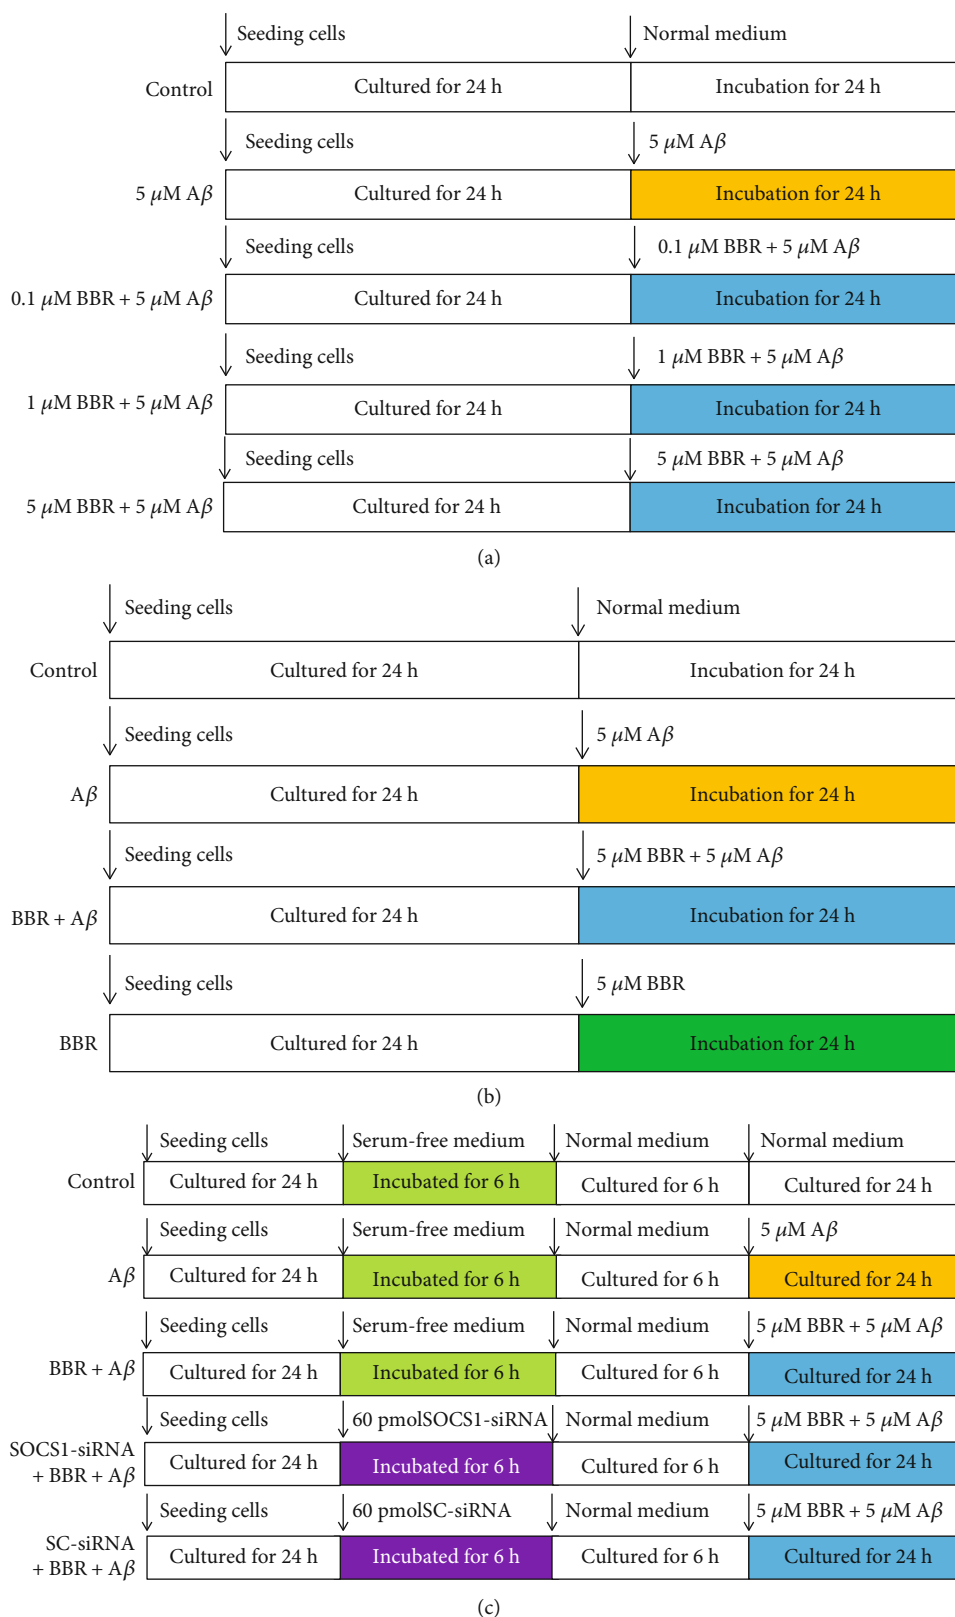 Seeding cells Normal medium
Control Cultured for 24 h Incubation for 24 h
Seeding cells 5 μM Aβ
5 μM Aβ Cultured for 24 h Incubation for 24 h
Seeding cells 0.1 μM BBR + 5 μM Aβ
0.1 μM BBR + 5 μM Aβ Cultured for 24 h Incubation for 24 h
Seeding cells 1 μM BBR + 5 μM Aβ
1 μM BBR + 5 μM Aβ Cultured for 24 h Incubation for 24 h
Seeding cells 5 μM BBR + 5 μM Aβ
5 μM BBR + 5 μM Aβ Cultured for 24 h Incubation for 24 h
(a)
Seeding cells Normal medium
Control Cultured for 24 h Incubation for 24 h
Seeding cells 5 μM Aβ
Aβ Cultured for 24 h Incubation for 24 h
Seeding cells 5 μM BBR + 5 μM Aβ
BBR + Aβ Cultured for 24 h Incubation for 24 h
Seeding cells 5 μM BBR
BBR Cultured for 24 h Incubation for 24 h
(b)
Seeding cells Serum-free medium Normal medium Normal medium
Control Cultured for 24 h Incubated for 6 h Cultured for 6 h Cultured for 24 h
Seeding cells Serum-free medium Normal medium 5 μM Aβ
Aβ Cultured for 24 h Incubated for 6 h Cultured for 6 h Cultured for 24 h
Seeding cells Serum-free medium Normal medium 5 μM BBR + 5 μM Aβ
BBR + Aβ Cultured for 24 h Incubated for 6 h Cultured for 6 h Cultured for 24 h
Seeding cells 60 pmolSOCS1-siRNA Normal medium 5 μM BBR + 5 μM Aβ
SOCS1-siRNA
+ BBR + Aβ Cultured for 24 h Incubated for 6 h Cultured for 6 h Cultured for 24 h
Seeding cells 60 pmolSC-siRNA Normal medium 5 μM BBR + 5 μM Aβ
SC-siRNA
+ BBR + Aβ Cultured for 24 h Incubated for 6 h Cultured for 6 h Cultured for 24 h
(c)